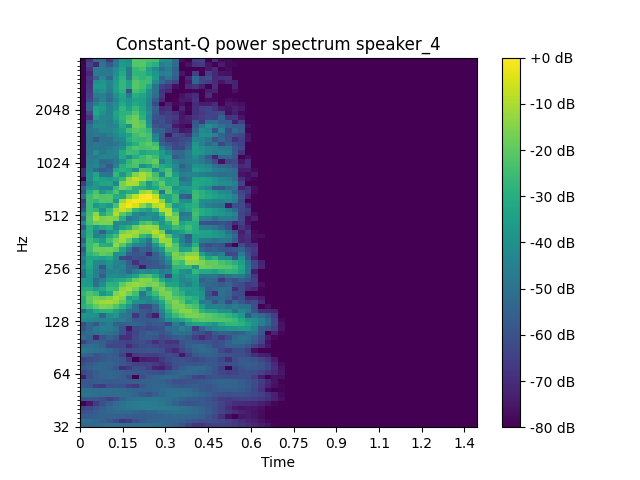 Constant-Q power spectrum speaker_4
Hz
2048
1024
512
256
128
64
32
0 0.15 0.3 0.45 0.6 0.75 0.9 1.1 1.2 1.4
Time
+0 dB
-10 dB
-20 dB
-30 dB
-40 dB
-50 dB
-60 dB
-70 dB
-80 dB